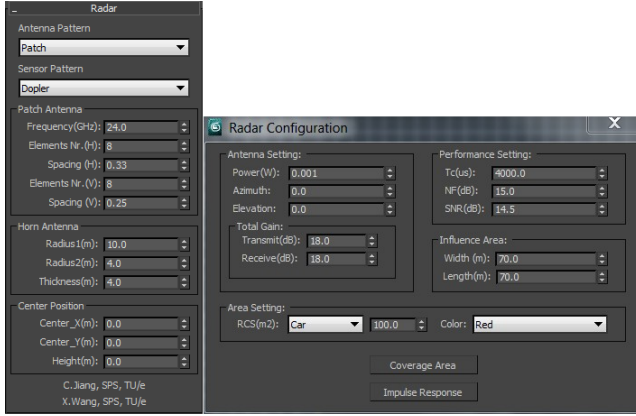 Radar
Antenna Pattern
Patch
Sensor Pattern
Dopler
Patch Antenna
Frequency(GHz): 24.0
Elements Nr.(H): 8
Spacing (H): 0.33
Elements Nr.(V): 8
Spacing (V): 0.25
Horn Antenna
Radius1(m): 10.0
Radius2(m): 4.0
Thickness(m): 4.0
Center Position
Center_X(m): 0.0
Center_Y(m): 0.0
Height(m): 0.0
C.Jiang, SPS, TU/e
X.Wang, SPS, TU/e
Radar Configuration
X
Antenna Setting:
Power(W): 0.001
Azimuth: 0.0
Elevation: 0.0
Total Gain:
Transmit(dB): 18.0
Receive(dB): 18.0
Performance Setting:
Tc(us): 4000.0
NF(dB): 15.0
SNR(dB): 14.5
Influence Area:
Width (m): 70.0
Length(m): 70.0
Area Setting:
RCS(m2): Car 100.0 Color: Red
Coverage Area
Impulse Response